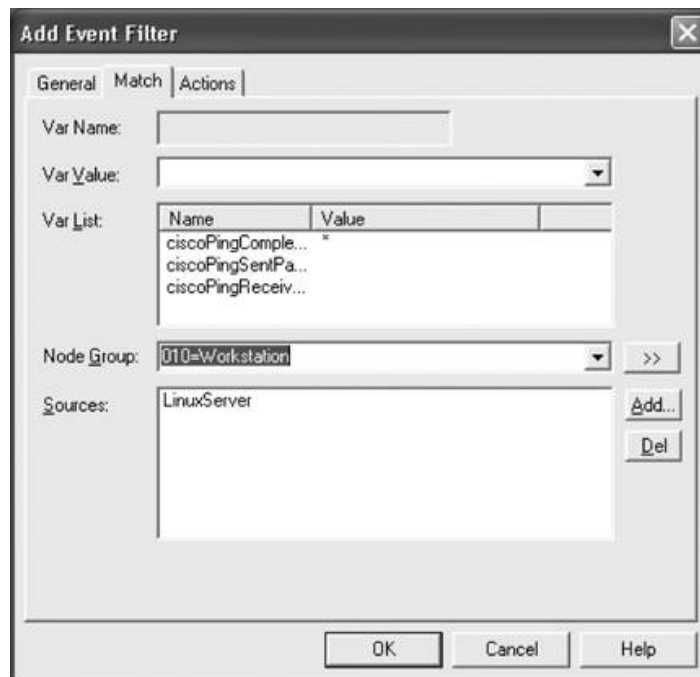 Add Event Filter
General Match Actions
Var Name:
Var Value:
Var List:
Name Value
ciscoPingComple... *
ciscoPingSentPa...
ciscoPingReceiv...
Node Group: 010=Workstation >>
Sources: LinuxServer Add...
Del
OK Cancel Help